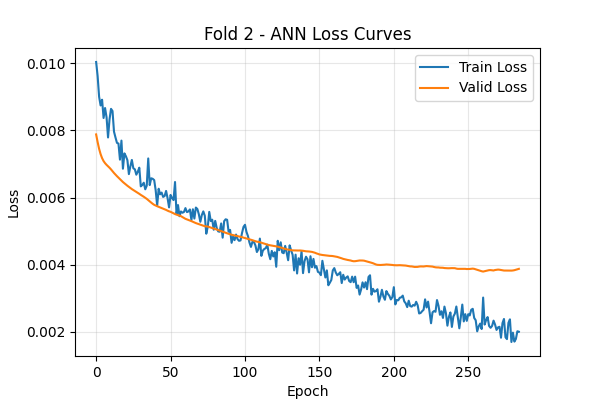 Fold 2 - ANN Loss Curves
Train Loss
Valid Loss
Loss
0.010
0.008
0.006
0.004
0.002
0 50 100 150 200 250
Epoch